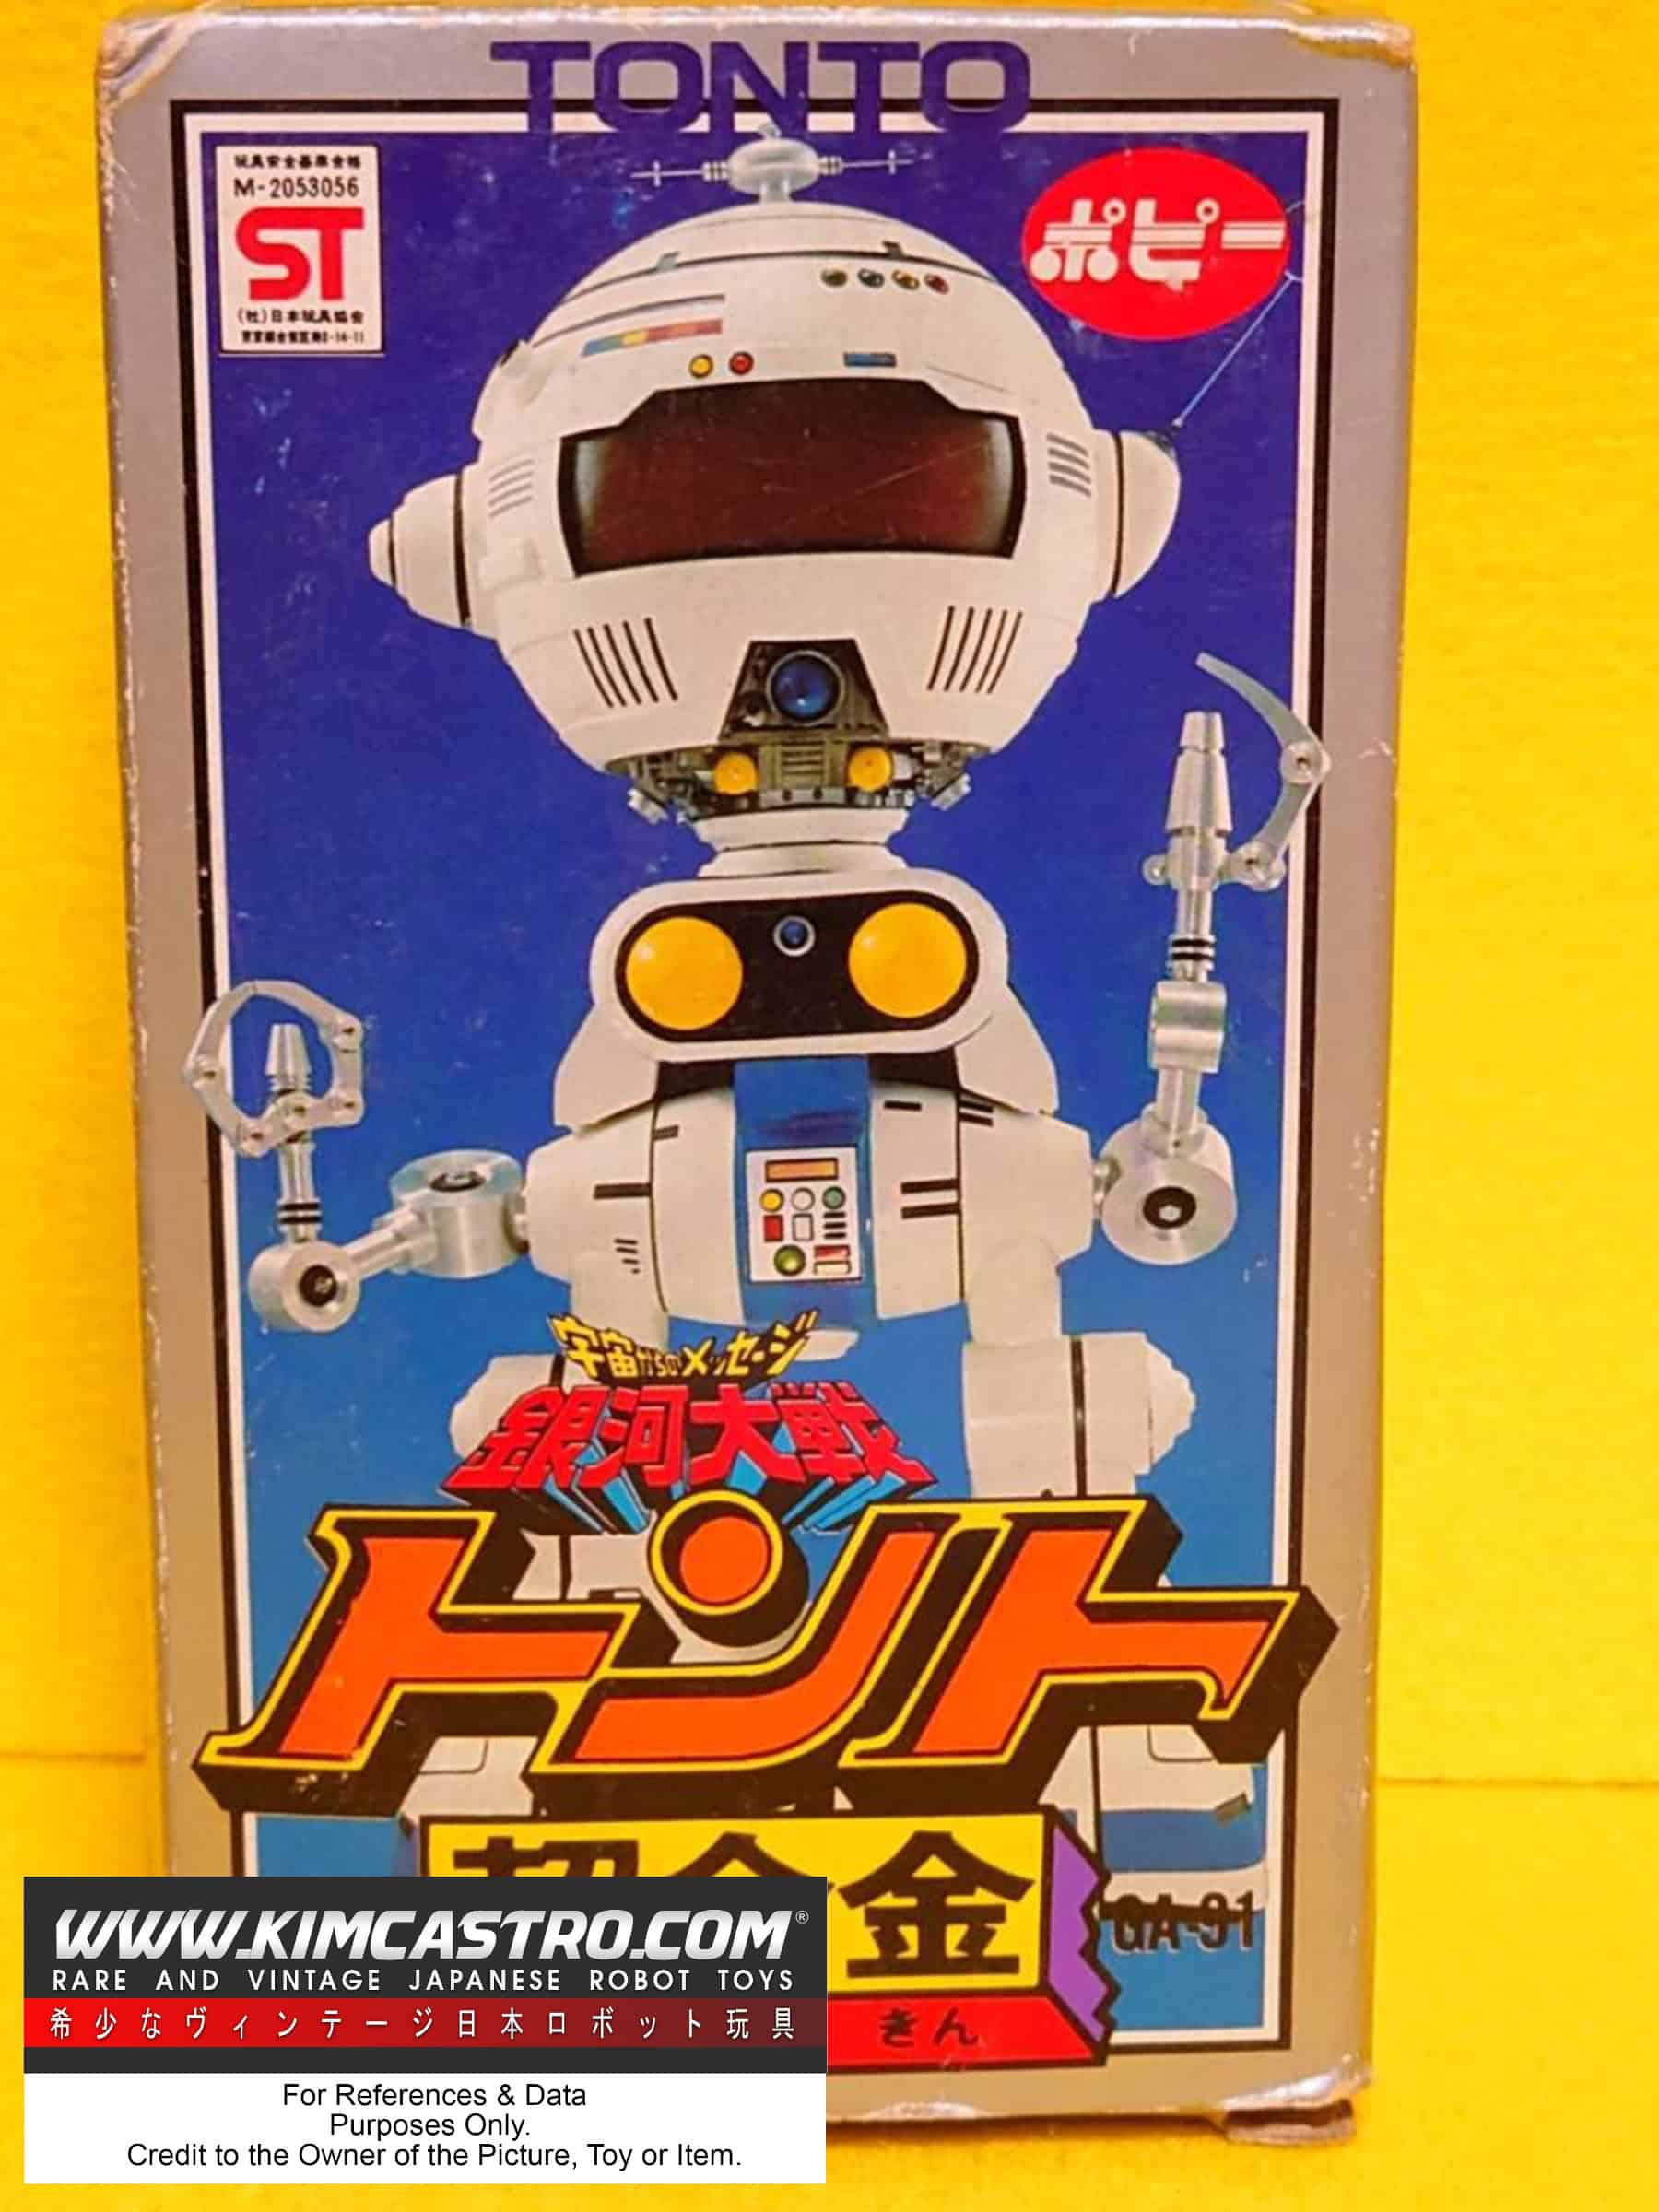 TONTO
玩具安全基準合格
M-2053056
ST
(社)日本玩具協会
ポピー
宇宙からのメッセージ
銀河大戦
トント
超合金
GA-91
きん
WWW.KIMCASTRO.COM®
RARE AND VINTAGE JAPANESE ROBOT TOYS
希少なヴィンテージ日本ロボット玩具
For References & Data
Purposes Only.
Credit to the Owner of the Picture, Toy or Item.